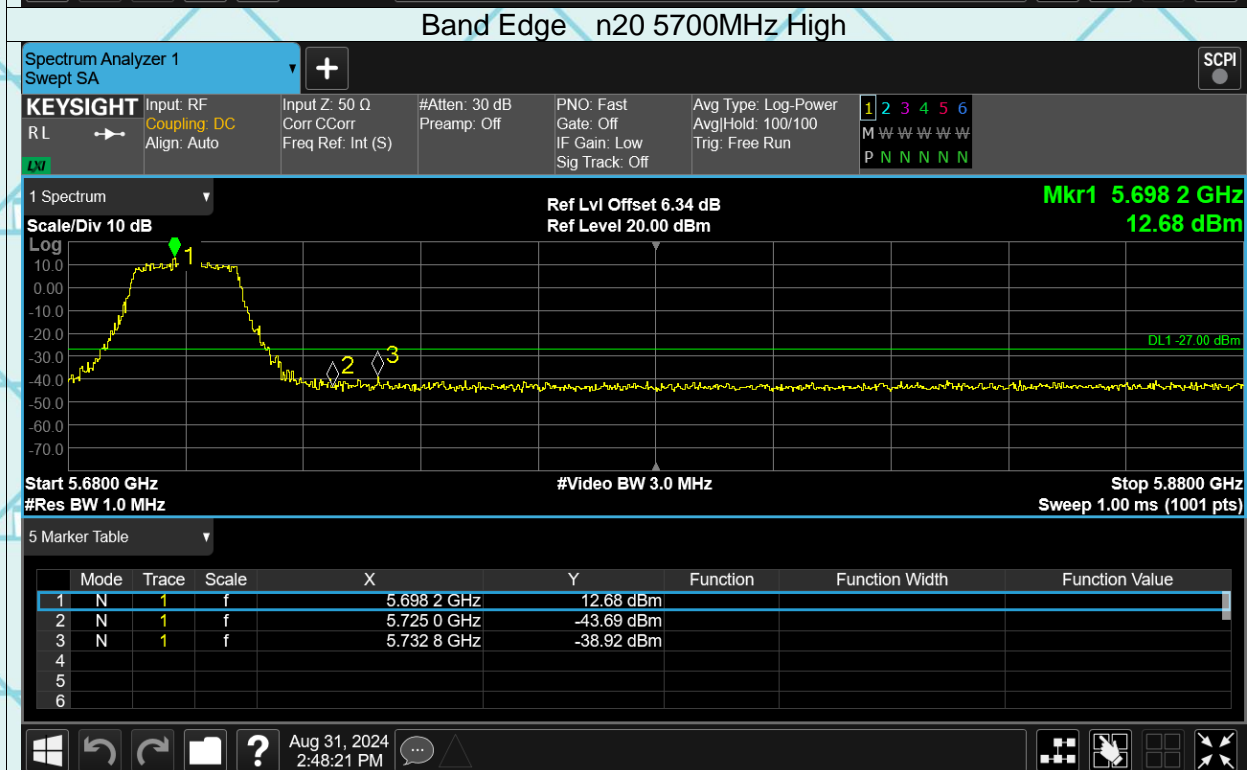 Band Edge n20 5700MHz High
Spectrum Analyzer 1
Swept SA
+
SCPI
KEYSIGHT
RL
LXI
Input: RF
Coupling: DC
Align: Auto
Input Z: 50 Ω
Corr CCorr
Freq Ref: Int (S)
#Atten: 30 dB
Preamp: Off
PNO: Fast
Gate: Off
IF Gain: Low
Sig Track: Off
Avg Type: Log-Power
Avg|Hold: 100/100
Trig: Free Run
1 2 3 4 5 6
M W W W W W W
P N N N N N
1 Spectrum
Scale/Div 10 dB
Ref Lvl Offset 6.34 dB
Ref Level 20.00 dBm
Mkr1 5.698 2 GHz
12.68 dBm
Log
10.0
0.00
-10.0
-20.0
-30.0
-40.0
-50.0
-60.0
-70.0
1
2
3
DL1 -27.00 dBm
Start 5.6800 GHz
#Video BW 3.0 MHz
Stop 5.8800 GHz
#Res BW 1.0 MHz
Sweep 1.00 ms (1001 pts)
5 Marker Table
Mode Trace Scale X Y Function Function Width Function Value
1 N 1 f 5.698 2 GHz 12.68 dBm
2 N 1 f 5.725 0 GHz -43.69 dBm
3 N 1 f 5.732 8 GHz -38.92 dBm
4
5
6
?
Aug 31, 2024
2:48:21 PM